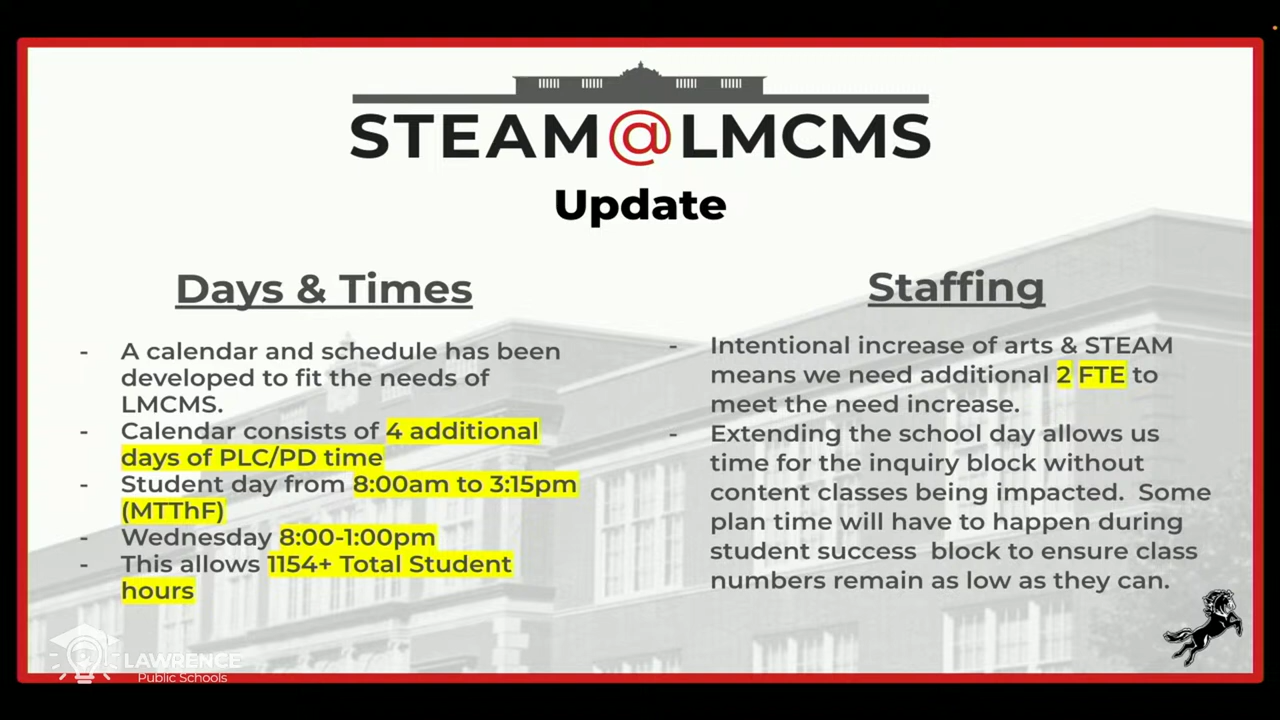 STEAM@LMCMS
Update
Days & Times
- A calendar and schedule has been
developed to fit the needs of
LMCMS.
- Calendar consists of 4 additional
days of PLC/PD time
- Student day from 8:00am to 3:15pm
(MTThF)
- Wednesday 8:00-1:00pm
- This allows 1154+ Total Student
hours
Staffing
- Intentional increase of arts & STEAM
means we need additional 2 FTE to
meet the need increase.
- Extending the school day allows us
time for the inquiry block without
content classes being impacted.  Some
plan time will have to happen during
student success  block to ensure class
numbers remain as low as they can.
LAWRENCE
Public Schools